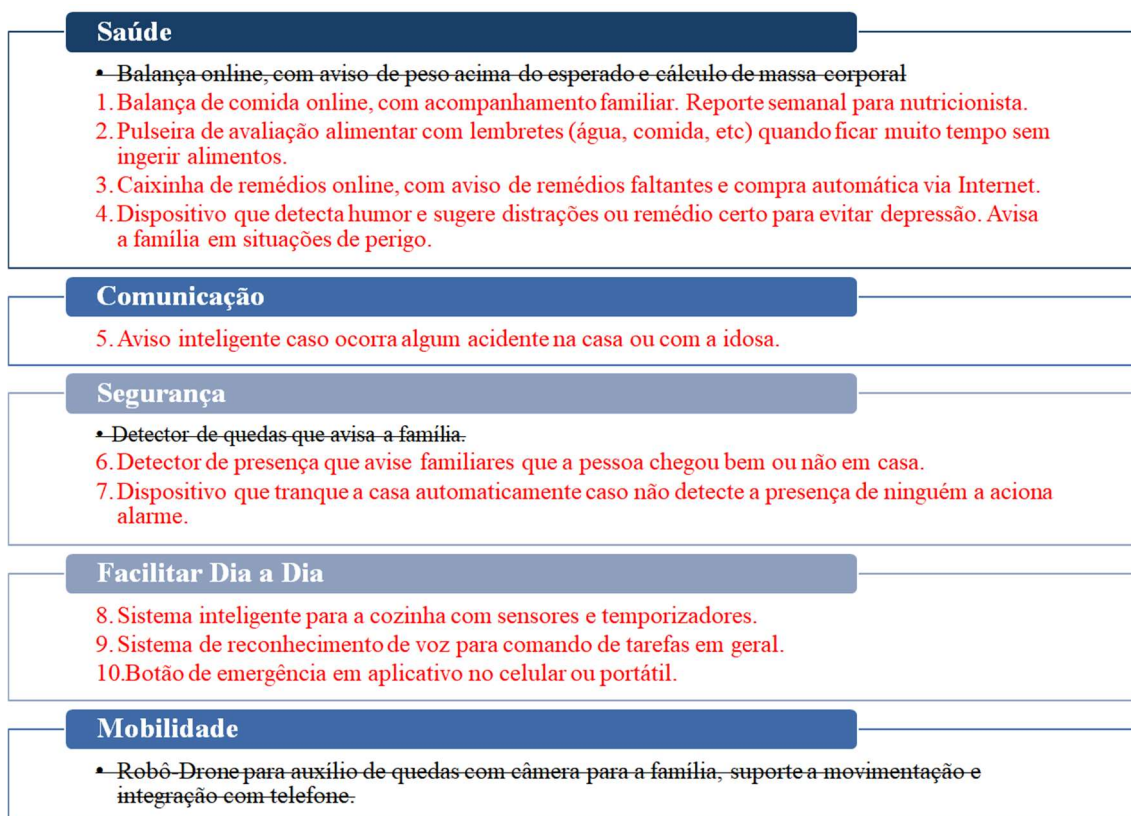 Saúde
• Balança online, com aviso de peso acima do esperado e cálculo de massa corporal
1. Balança de comida online, com acompanhamento familiar. Reporte semanal para nutricionista.
2. Pulseira de avaliação alimentar com lembretes (água, comida, etc) quando ficar muito tempo sem
ingerir alimentos.
3. Caixinha de remédios online, com aviso de remédios faltantes e compra automática via Internet.
4. Dispositivo que detecta humor e sugere distrações ou remédio certo para evitar depressão. Avisa
a família em situações de perigo.
Comunicação
5. Aviso inteligente caso ocorra algum acidente na casa ou com a idosa.
Segurança
• Detector de quedas que avisa a família.
6. Detector de presença que avise familiares que a pessoa chegou bem ou não em casa.
7. Dispositivo que tranque a casa automaticamente caso não detecte a presença de ninguém a aciona
alarme.
Facilitar Dia a Dia
8. Sistema inteligente para a cozinha com sensores e temporizadores.
9. Sistema de reconhecimento de voz para comando de tarefas em geral.
10.Botão de emergência em aplicativo no celular ou portátil.
Mobilidade
• Robô-Drone para auxílio de quedas com câmera para a família, suporte a movimentação e
integração com telefone.